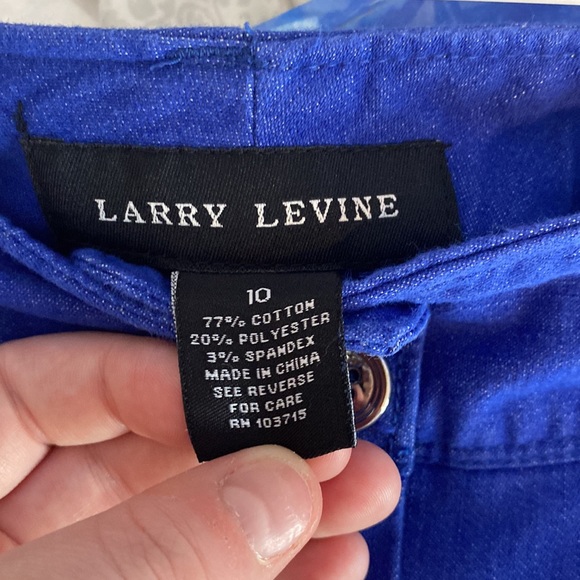 LARRY LEVINE
10
77% COTTON
20% POLYESTER
3% SPANDEX
MADE IN CHINA
SEE REVERSE
FOR CARE
RN 103715